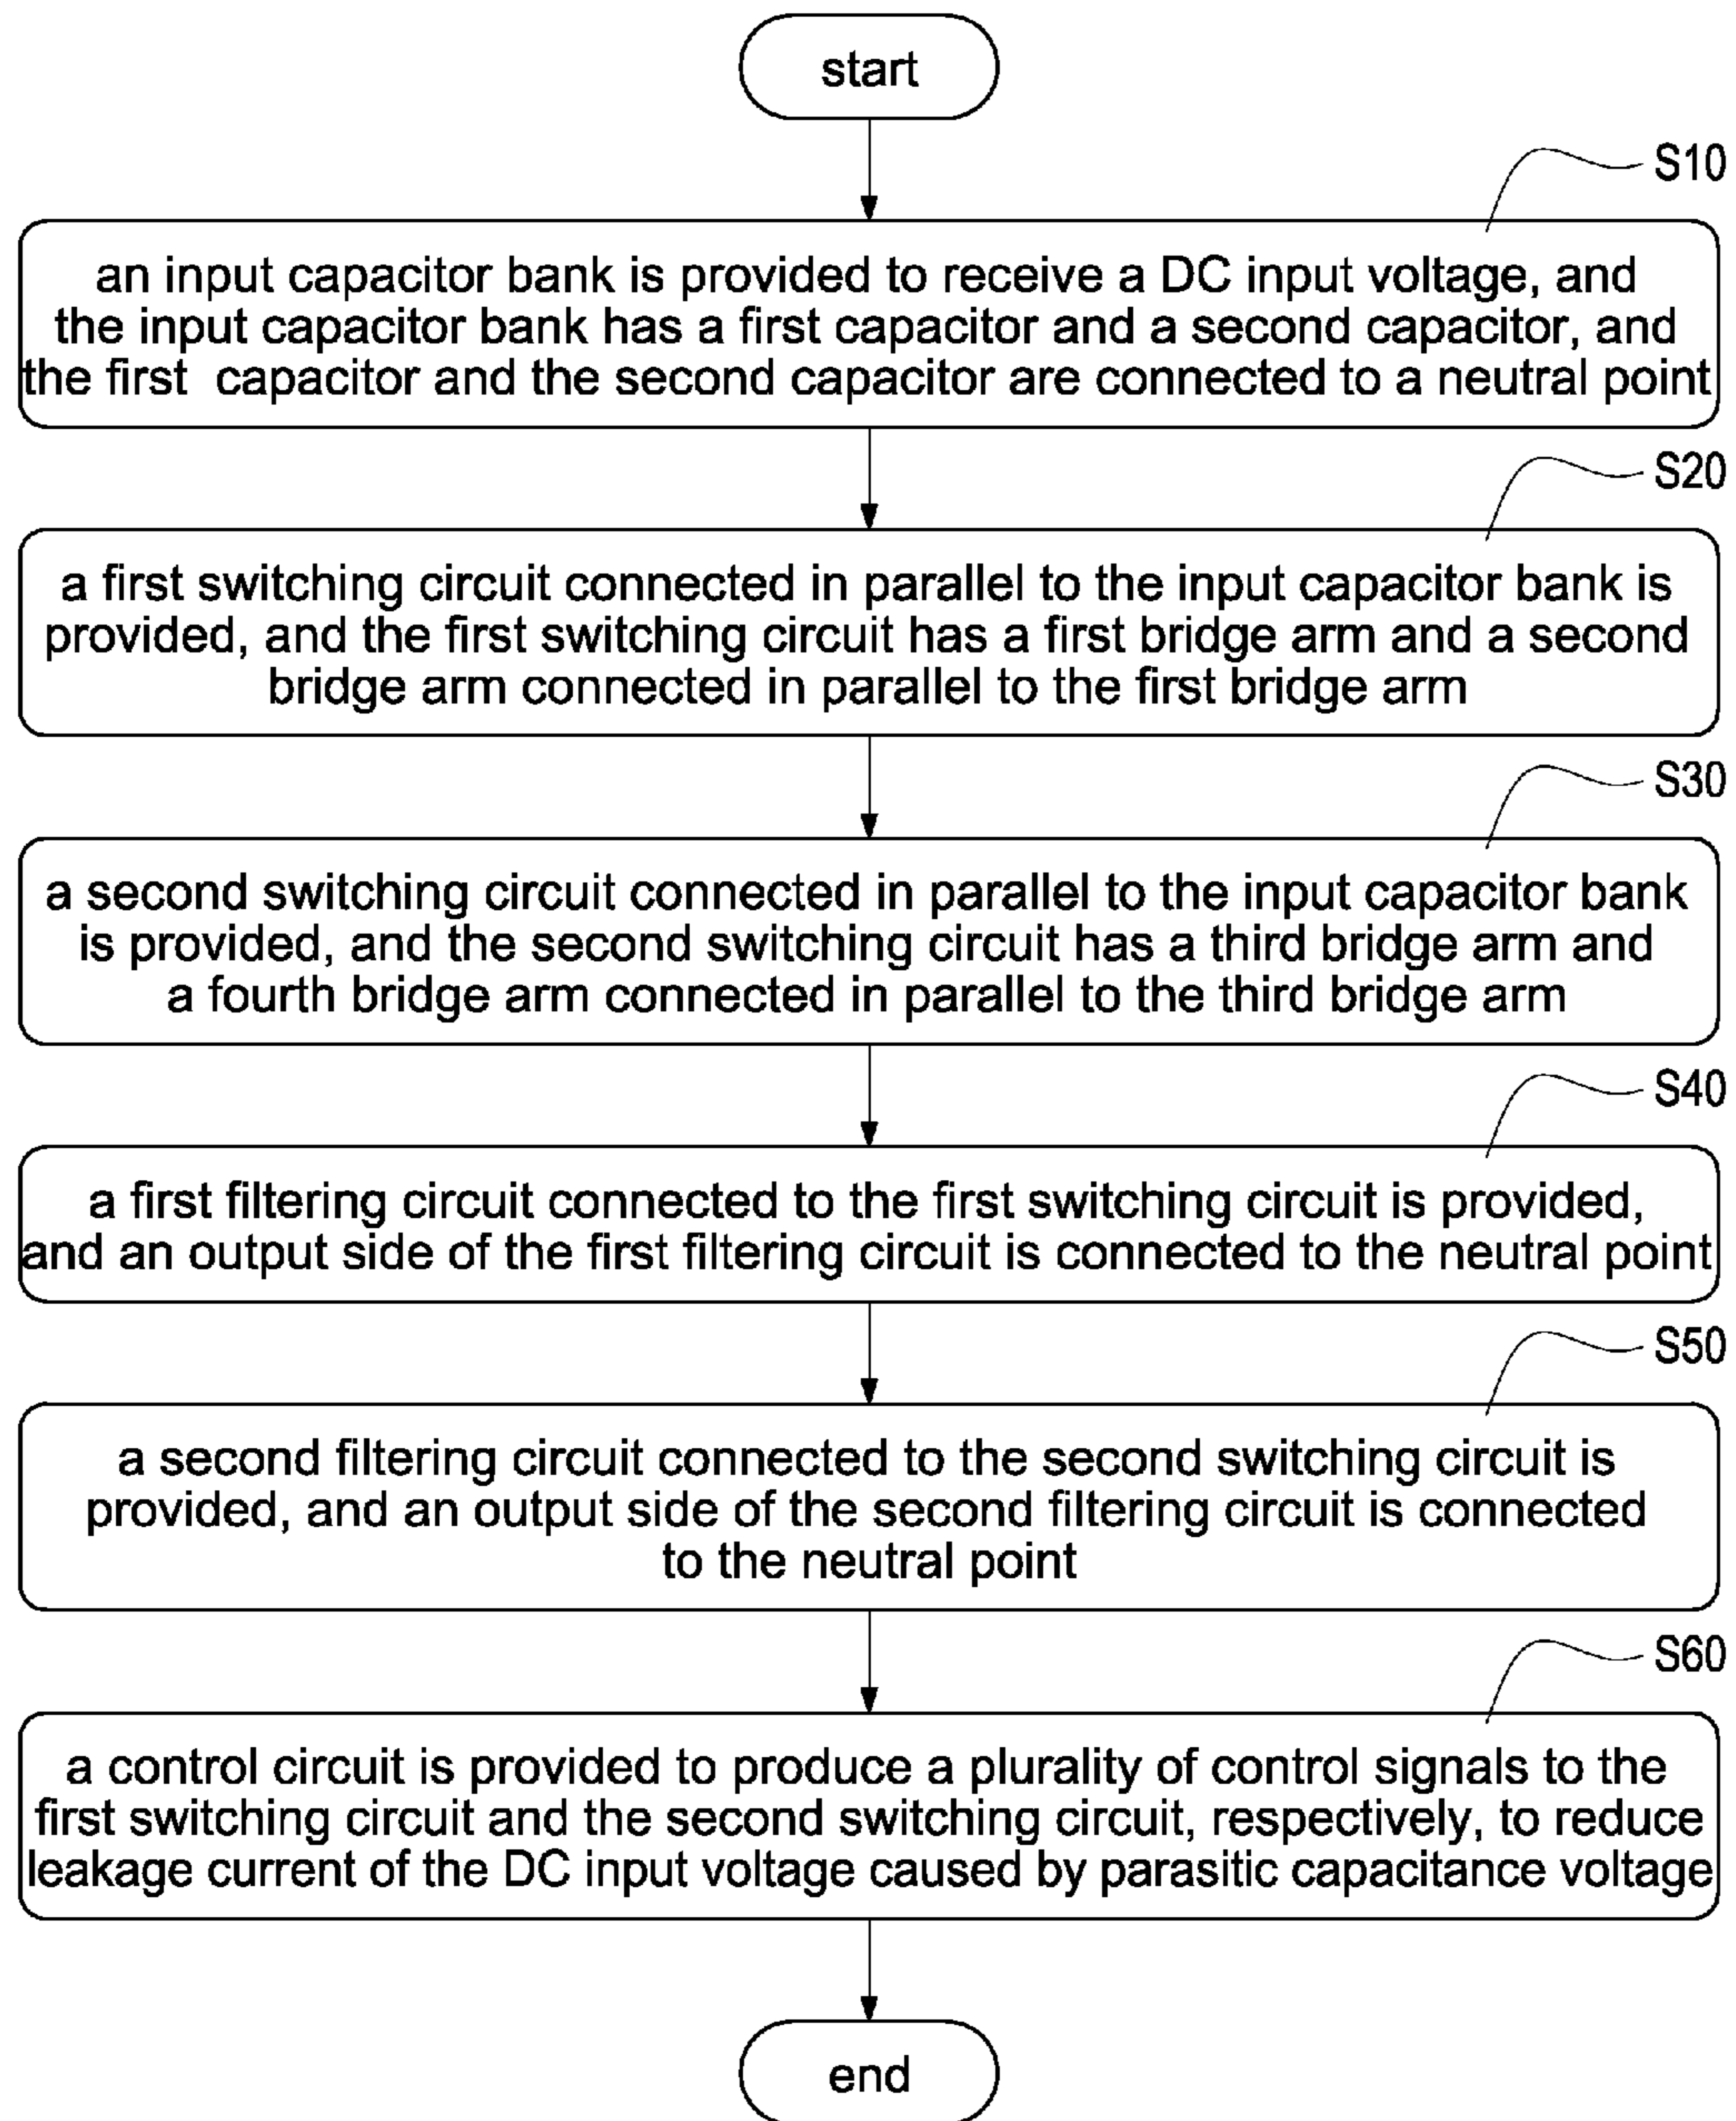 start
S10
an input capacitor bank is provided to receive a DC input voltage, and
the input capacitor bank has a first capacitor and a second capacitor, and
the first capacitor and the second capacitor are connected to a neutral point
S20
a first switching circuit connected in parallel to the input capacitor bank is
provided, and the first switching circuit has a first bridge arm and a second
bridge arm connected in parallel to the first bridge arm
S30
a second switching circuit connected in parallel to the input capacitor bank
is provided, and the second switching circuit has a third bridge arm and
a fourth bridge arm connected in parallel to the third bridge arm
S40
a first filtering circuit connected to the first switching circuit is provided,
and an output side of the first filtering circuit is connected to the neutral point
S50
a second filtering circuit connected to the second switching circuit is
provided, and an output side of the second filtering circuit is connected
to the neutral point
S60
a control circuit is provided to produce a plurality of control signals to the
first switching circuit and the second switching circuit, respectively, to reduce
leakage current of the DC input voltage caused by parasitic capacitance voltage
end